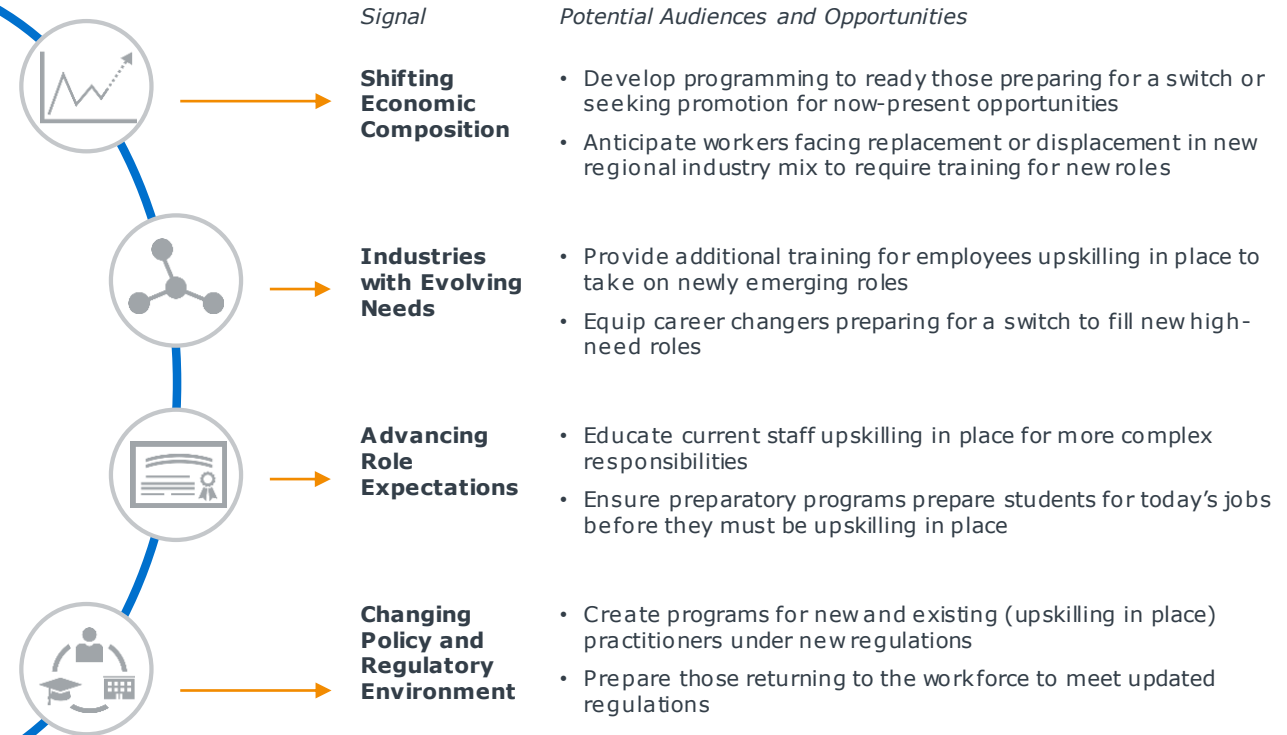 Signal
Potential Audiences and Opportunities
Shifting
Economic
Composition
• Develop programming to ready those preparing for a switch or
seeking promotion for now-present opportunities
• Anticipate workers facing replacement or displacement in new
regional industry mix to require training for new roles
Industries
with Evolving
Needs
• Provide additional training for employees upskilling in place to
take on newly emerging roles
• Equip career changers preparing for a switch to fill new high-
need roles
Advancing
Role
Expectations
• Educate current staff upskilling in place for more complex
responsibilities
• Ensure preparatory programs prepare students for today’s jobs
before they must be upskilling in place
Changing
Policy and
Regulatory
Environment
• Create programs for new and existing (upskilling in place)
practitioners under new regulations
• Prepare those returning to the workforce to meet updated
regulations